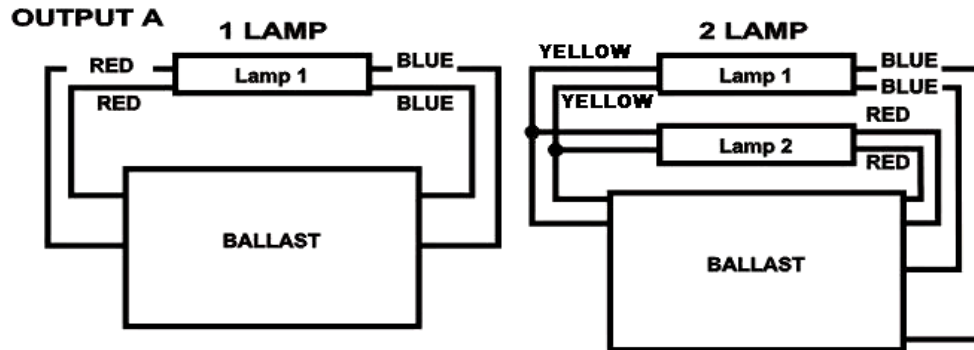 OUTPUT A
1 LAMP
RED
Lamp 1
BLUE
RED
BLUE
BALLAST
2 LAMP
YELLOW
Lamp 1
BLUE
YELLOW
BLUE
RED
Lamp 2
RED
BALLAST